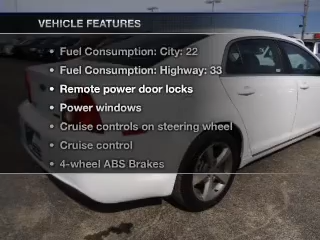 VEHICLE FEATURES
• Fuel Consumption: City: 22
• Fuel Consumption: Highway: 33
• Remote power door locks
• Power windows
• Cruise controls on steering wheel
• Cruise control
• 4-wheel ABS Brakes